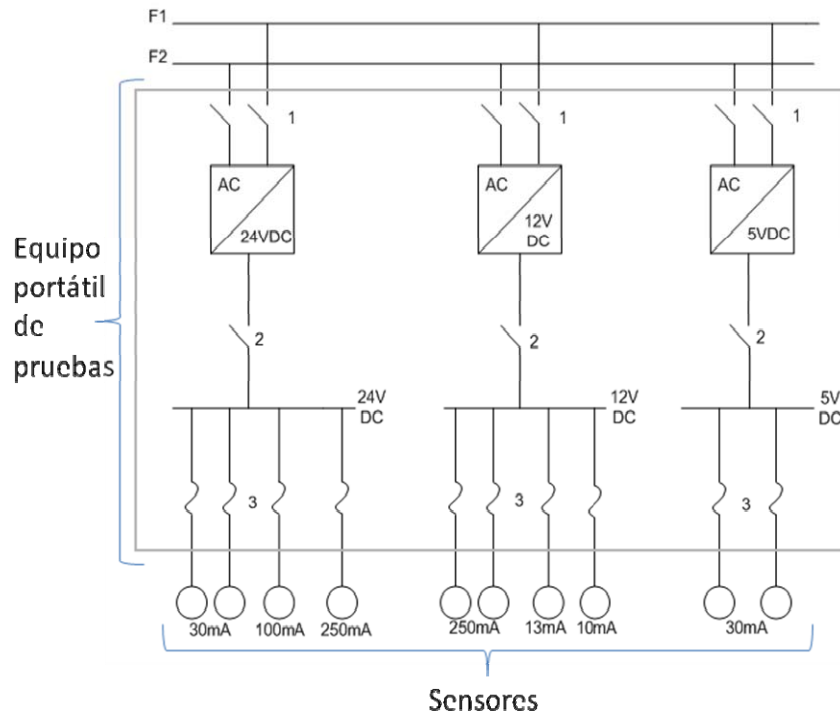 F1
F2
1
1
1
AC
24VDC
AC
12V
DC
AC
5VDC
Equipo
portátil
de
pruebas
2
2
2
24V
DC
12V
DC
5V
DC
3
3
3
30mA
100mA
250mA
250mA
13mA
10mA
30mA
Sensores